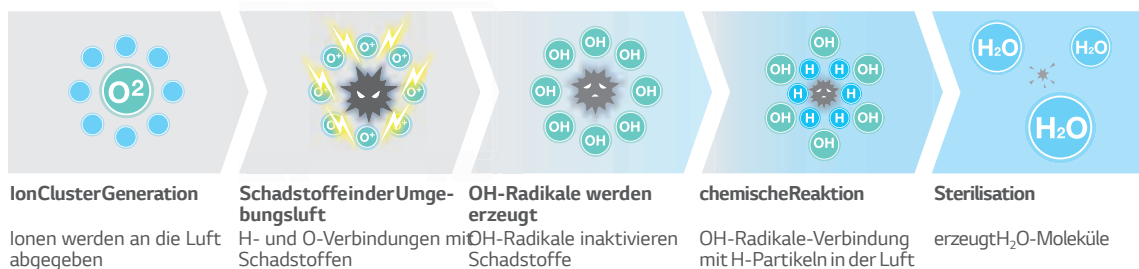 O²
O⁺ O⁺ O⁺ O⁺ O⁺ O⁺ O⁺ O⁺
OH OH OH OH OH OH OH OH
OH
OH H H OH
H H
OH H H OH
OH
H₂O H₂O
H₂O
IonClusterGeneration
SchadstoffeinderUmge-
bungsluft
OH-Radikale werden
erzeugt
chemischeReaktion
Sterilisation
Ionen werden an die Luft
abgegeben
H- und O-Verbindungen mit
Schadstoffen
OH-Radikale inaktivieren
Schadstoffe
OH-Radikale-Verbindung
mit H-Partikeln in der Luft
erzeugtH₂O-Moleküle